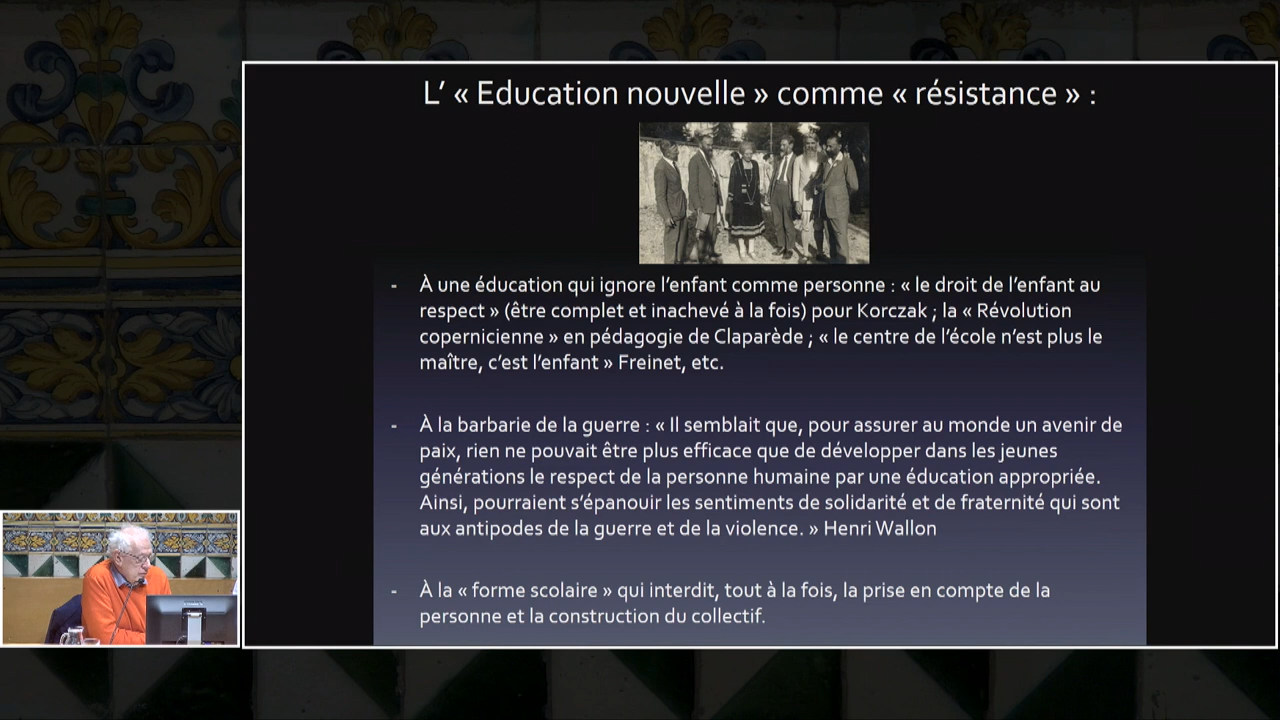 L' « Education nouvelle » comme « résistance » :
- À une éducation qui ignore l'enfant comme personne : « le droit de l'enfant au
respect » (être complet et inachevé à la fois) pour Korczak ; la « Révolution
copernicienne » en pédagogie de Claparède ; « le centre de l'école n'est plus le
maître, c'est l'enfant » Freinet, etc.
- À la barbarie de la guerre : « Il semblait que, pour assurer au monde un avenir de
paix, rien ne pouvait être plus efficace que de développer dans les jeunes
générations le respect de la personne humaine par une éducation appropriée.
Ainsi, pourraient s'épanouir les sentiments de solidarité et de fraternité qui sont
aux antipodes de la guerre et de la violence. » Henri Wallon
- À la « forme scolaire » qui interdit, tout à la fois, la prise en compte de la
personne et la construction du collectif.